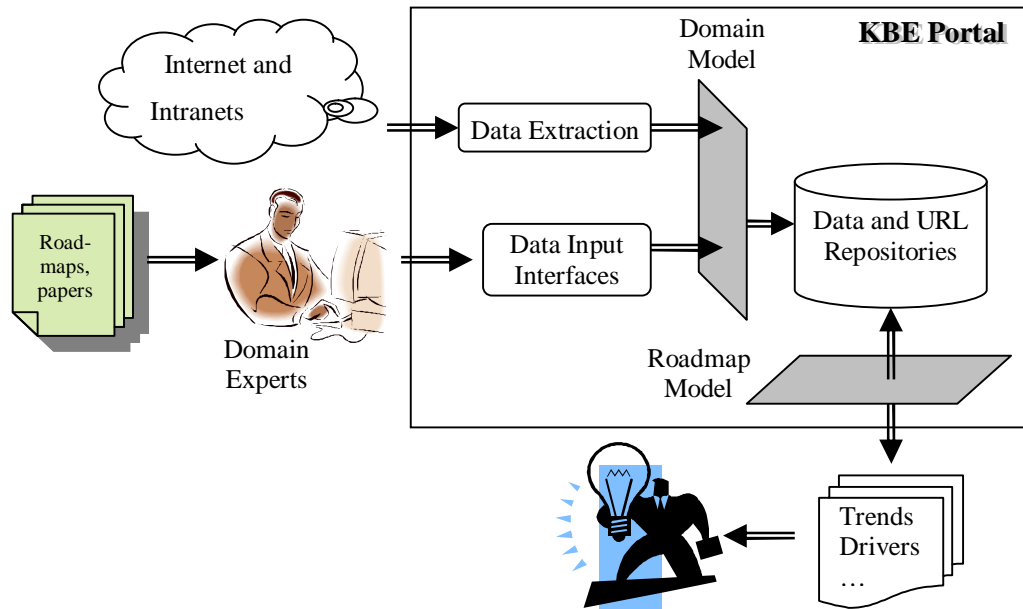 KBE Portal
Internet and
Intranets
Domain
Model
Data Extraction
Road-
maps,
papers
Data Input
Interfaces
Data and URL
Repositories
Domain
Experts
Roadmap
Model
Trends
Drivers
…